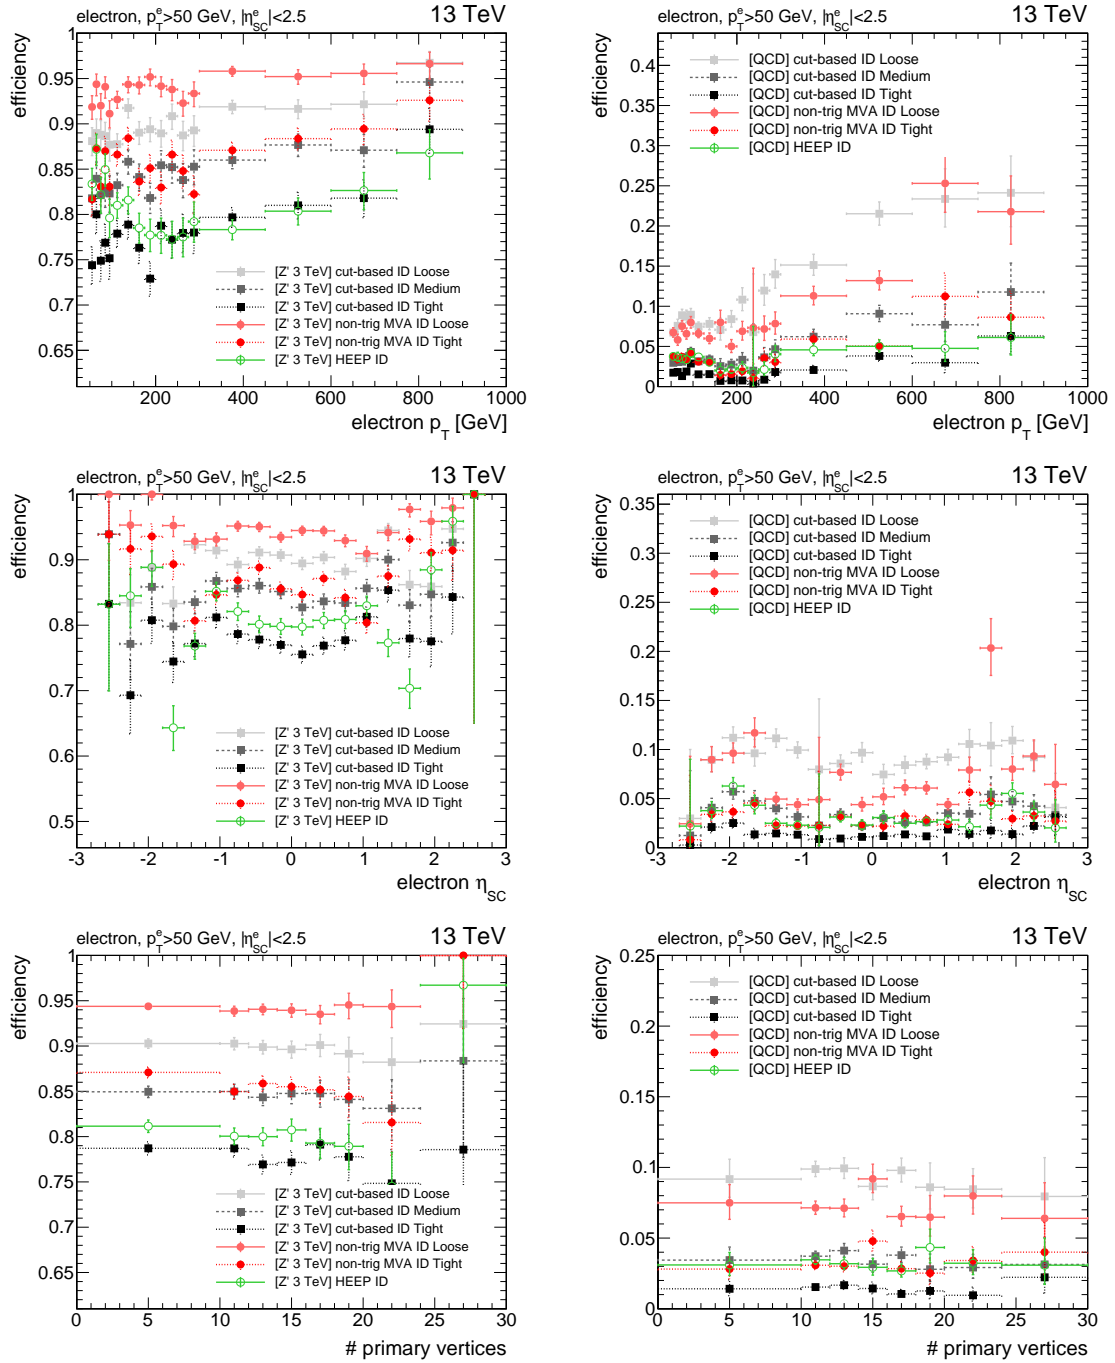 electron, p_T^e>50 GeV, |η_SC^e|<2.5 13 TeV
efficiency
1
0.95
0.9
0.85
0.8
0.75
0.7
0.65
[Z' 3 TeV] cut-based ID Loose
[Z' 3 TeV] cut-based ID Medium
[Z' 3 TeV] cut-based ID Tight
[Z' 3 TeV] non-trig MVA ID Loose
[Z' 3 TeV] non-trig MVA ID Tight
[Z' 3 TeV] HEEP ID
200 400 600 800 1000
electron p_T [GeV]
electron, p_T^e>50 GeV, |η_SC^e|<2.5 13 TeV
efficiency
0.4
0.35
0.3
0.25
0.2
0.15
0.1
0.05
0
[QCD] cut-based ID Loose
[QCD] cut-based ID Medium
[QCD] cut-based ID Tight
[QCD] non-trig MVA ID Loose
[QCD] non-trig MVA ID Tight
[QCD] HEEP ID
200 400 600 800 1000
electron p_T [GeV]
electron, p_T^e>50 GeV, |η_SC^e|<2.5 13 TeV
efficiency
1
0.9
0.8
0.7
0.6
0.5
[Z' 3 TeV] cut-based ID Loose
[Z' 3 TeV] cut-based ID Medium
[Z' 3 TeV] cut-based ID Tight
[Z' 3 TeV] non-trig MVA ID Loose
[Z' 3 TeV] non-trig MVA ID Tight
[Z' 3 TeV] HEEP ID
-3 -2 -1 0 1 2 3
electron η_SC
electron, p_T^e>50 GeV, |η_SC^e|<2.5 13 TeV
efficiency
0.35
0.3
0.25
0.2
0.15
0.1
0.05
0
[QCD] cut-based ID Loose
[QCD] cut-based ID Medium
[QCD] cut-based ID Tight
[QCD] non-trig MVA ID Loose
[QCD] non-trig MVA ID Tight
[QCD] HEEP ID
-3 -2 -1 0 1 2 3
electron η_SC
electron, p_T^e>50 GeV, |η_SC^e|<2.5 13 TeV
efficiency
1
0.95
0.9
0.85
0.8
0.75
0.7
0.65
[Z' 3 TeV] cut-based ID Loose
[Z' 3 TeV] cut-based ID Medium
[Z' 3 TeV] cut-based ID Tight
[Z' 3 TeV] non-trig MVA ID Loose
[Z' 3 TeV] non-trig MVA ID Tight
[Z' 3 TeV] HEEP ID
0 5 10 15 20 25 30
# primary vertices
electron, p_T^e>50 GeV, |η_SC^e|<2.5 13 TeV
efficiency
0.25
0.2
0.15
0.1
0.05
0
[QCD] cut-based ID Loose
[QCD] cut-based ID Medium
[QCD] cut-based ID Tight
[QCD] non-trig MVA ID Loose
[QCD] non-trig MVA ID Tight
[QCD] HEEP ID
0 5 10 15 20 25 30
# primary vertices